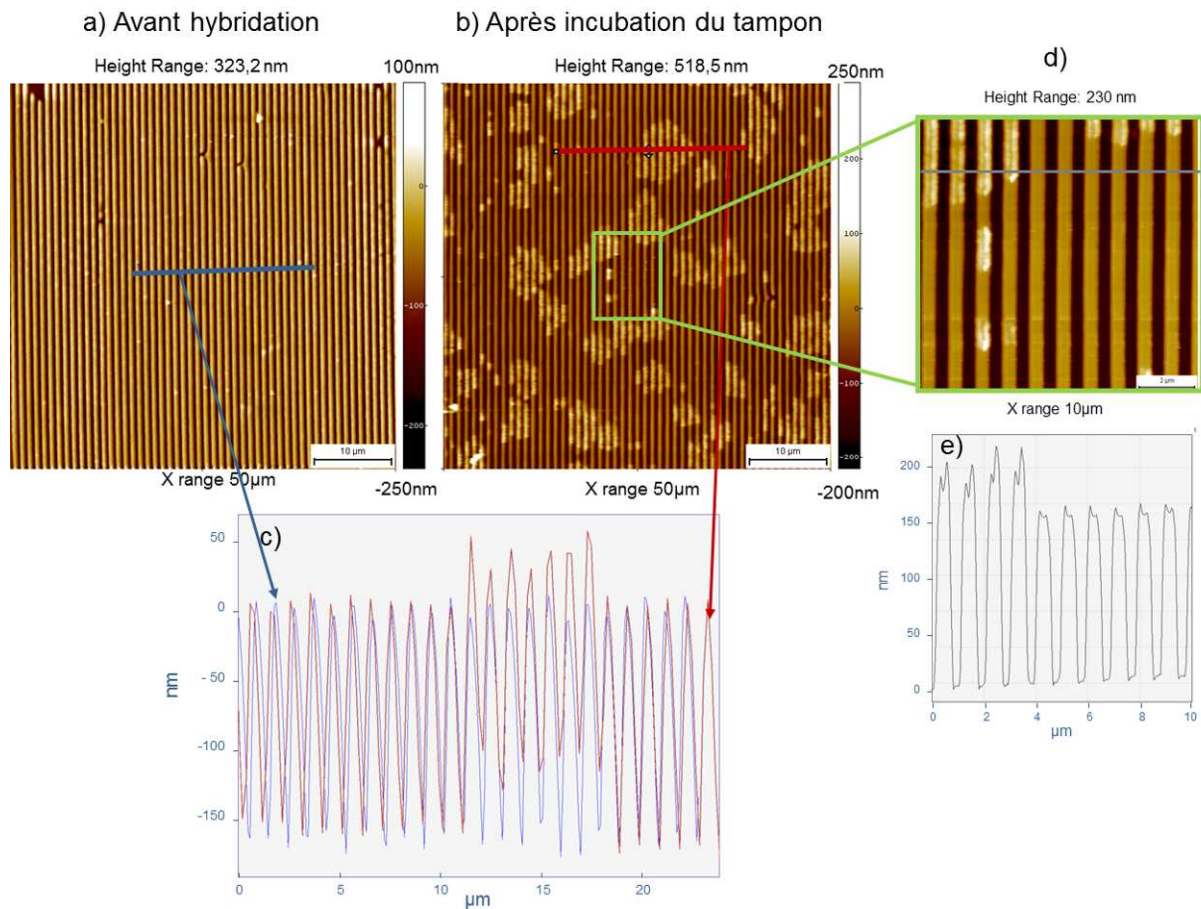 a) Avant hybridation
b) Après incubation du tampon
Height Range: 323,2 nm
100nm
Height Range: 518,5 nm
250nm
d)
Height Range: 230 nm
0
-100
-200
200
100
0
-100
-200
10 µm
10 µm
2 µm
X range 50µm
-250nm
X range 50µm
-200nm
X range 10µm
c)
50
0
- 50
-100
-150
nm
0
5
10
15
20
µm
e)
200
150
100
50
0
nm
0
2
4
6
8
10
µm